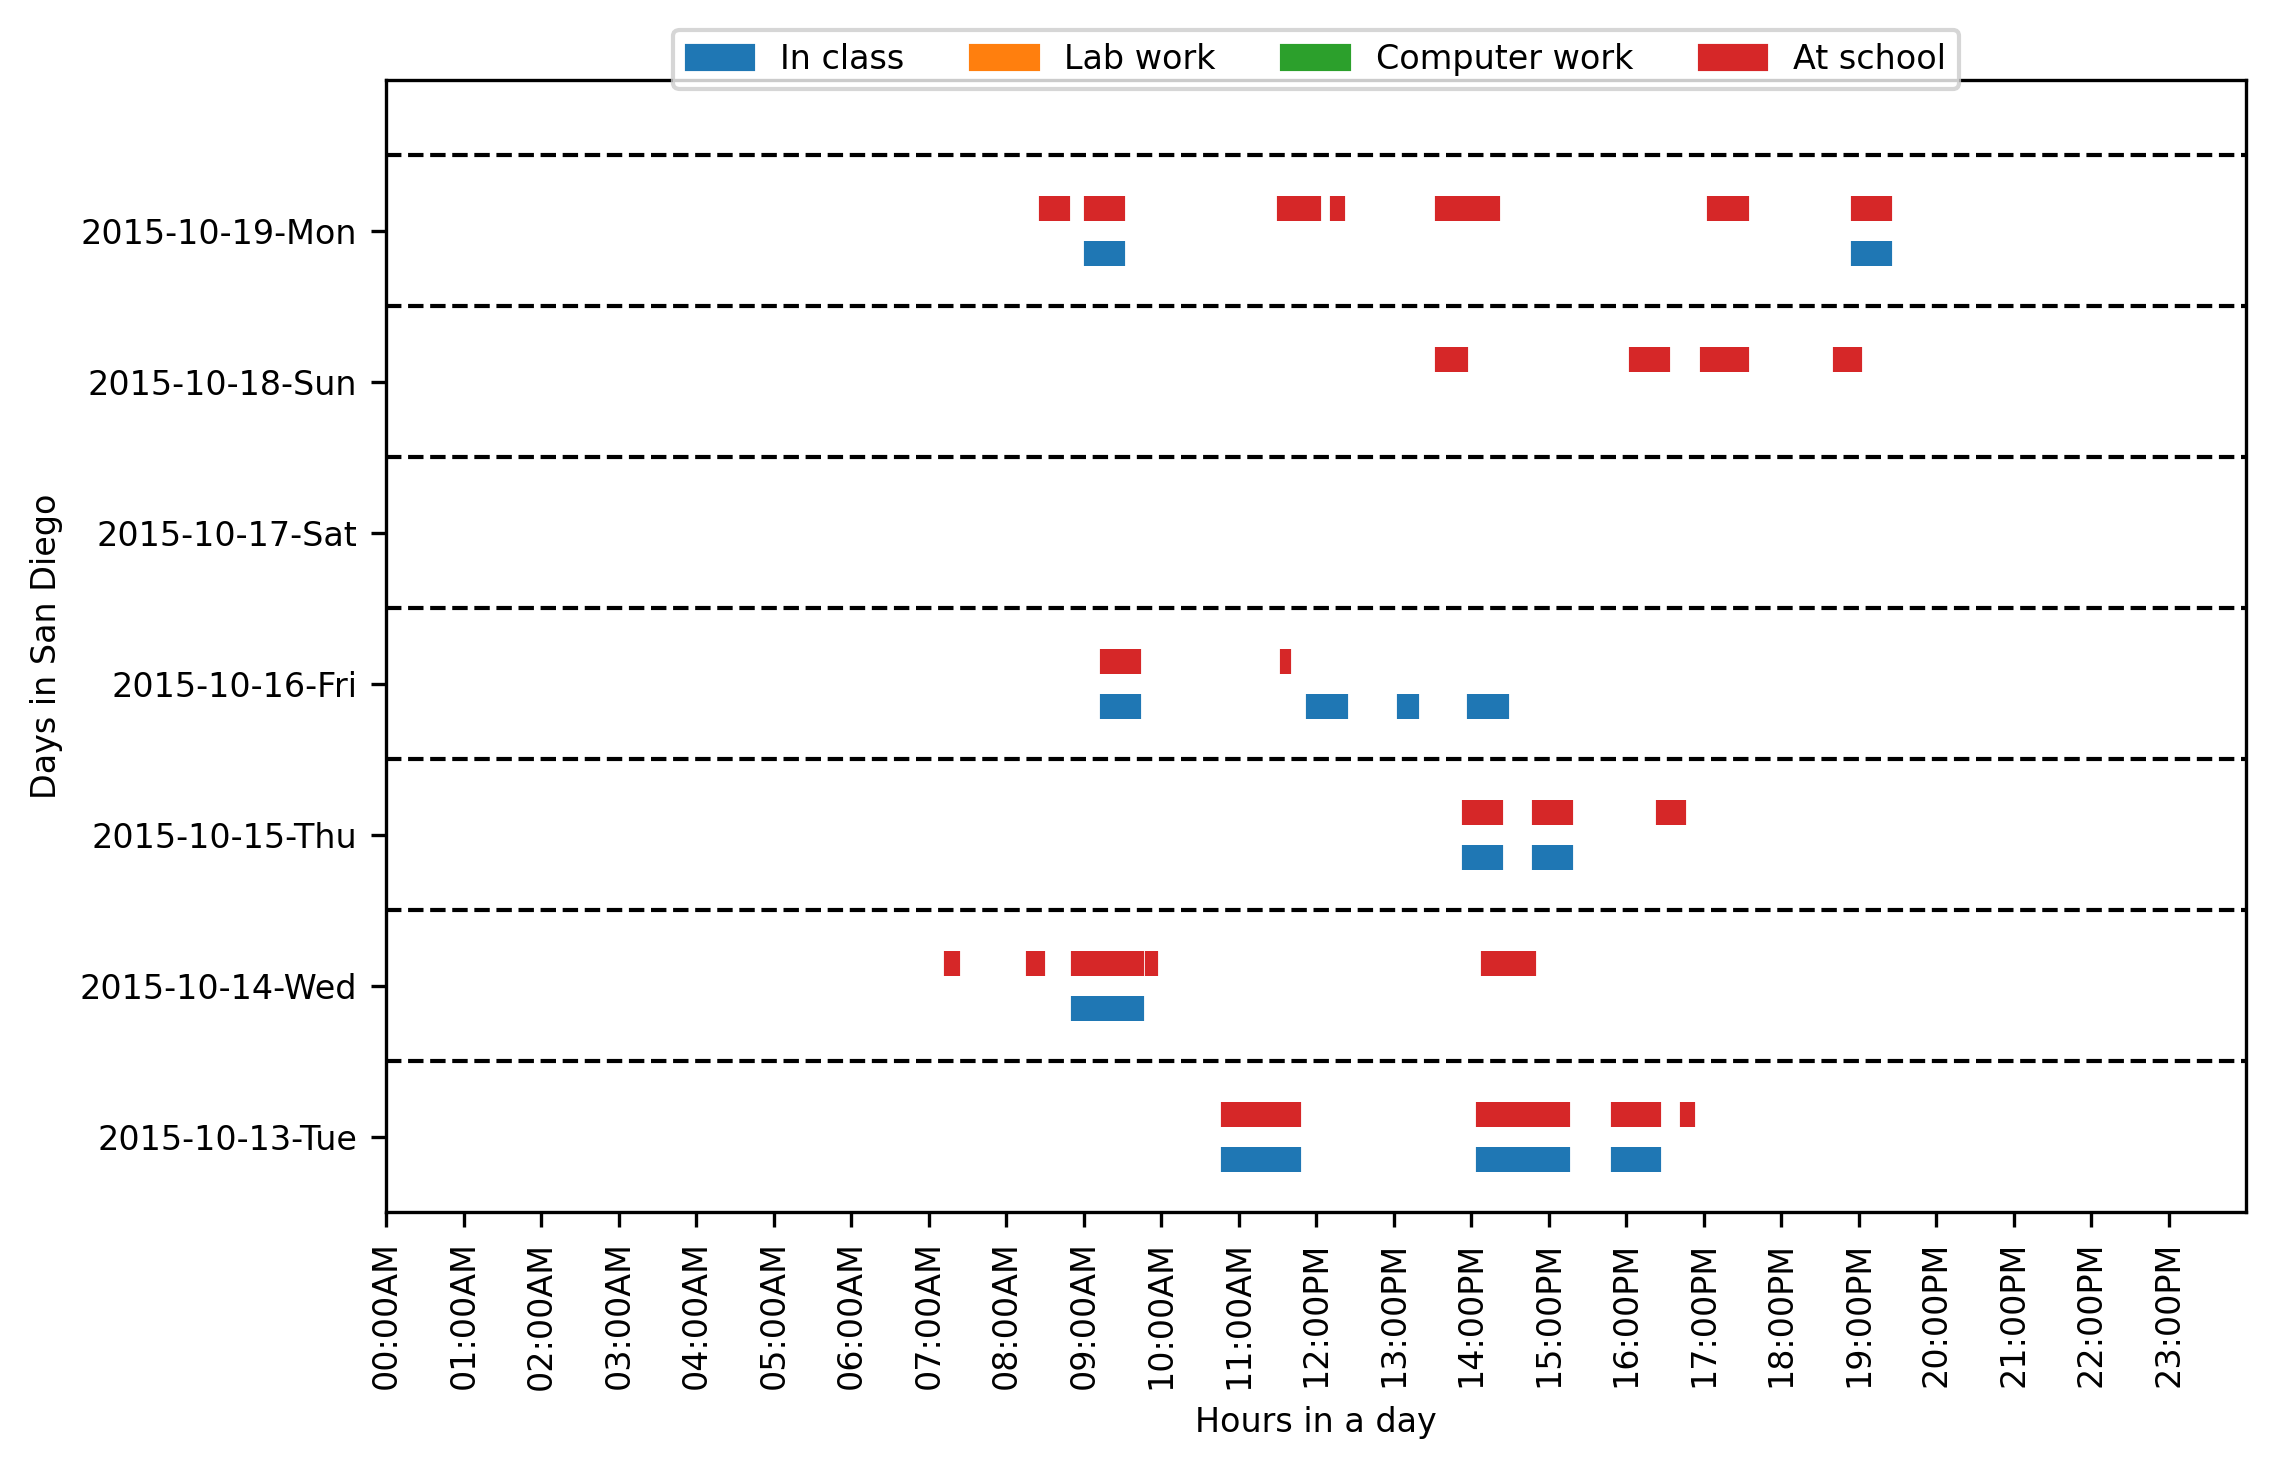 In class Lab work Computer work At school
2015-10-19-Mon
2015-10-18-Sun
2015-10-17-Sat
2015-10-16-Fri
2015-10-15-Thu
2015-10-14-Wed
2015-10-13-Tue
Days in San Diego
00:00AM
01:00AM
02:00AM
03:00AM
04:00AM
05:00AM
06:00AM
07:00AM
08:00AM
09:00AM
10:00AM
11:00AM
12:00PM
13:00PM
14:00PM
15:00PM
16:00PM
17:00PM
18:00PM
19:00PM
20:00PM
21:00PM
22:00PM
23:00PM
Hours in a day